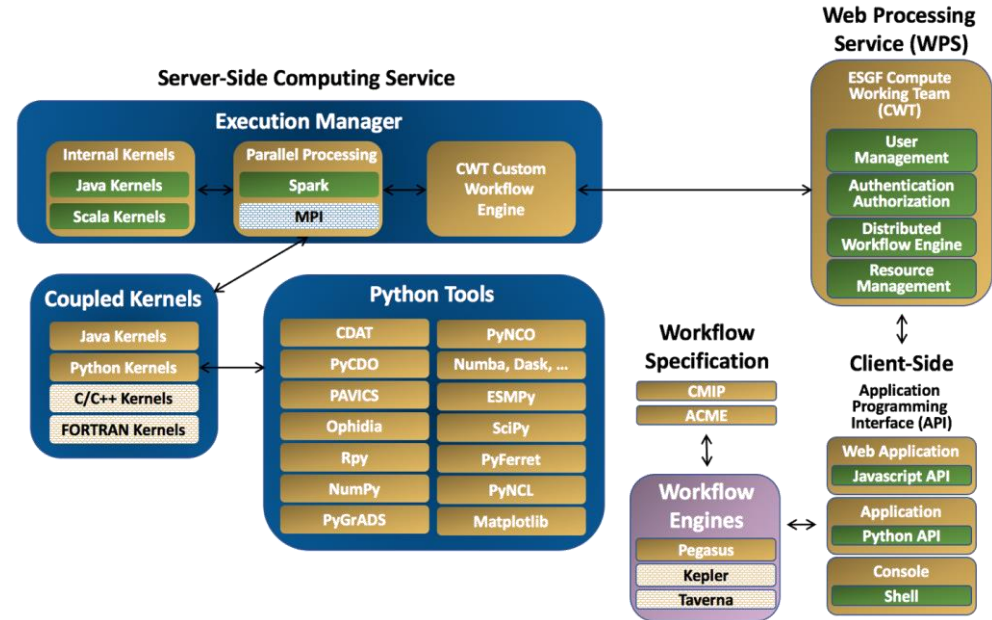 Web Processing
Service (WPS)
Server-Side Computing Service
Execution Manager
Internal Kernels
Java Kernels
Scala Kernels
Parallel Processing
Spark
MPI
CWT Custom
Workflow
Engine
ESGF Compute
Working Team
(CWT)
User
Management
Authentication
Authorization
Distributed
Workflow Engine
Resource
Management
Coupled Kernels
Java Kernels
Python Kernels
C/C++ Kernels
FORTRAN Kernels
Python Tools
CDAT
PyCDO
PAVICS
Ophidia
Rpy
NumPy
PyGrADS
PyNCO
Numba, Dask, ...
ESMPy
SciPy
PyFerret
PyNCL
Matplotlib
Workflow
Specification
CMIP
ACME
Workflow
Engines
Pegasus
Kepler
Taverna
Client-Side
Application
Programming
Interface (API)
Web Application
Javascript API
Application
Python API
Console
Shell